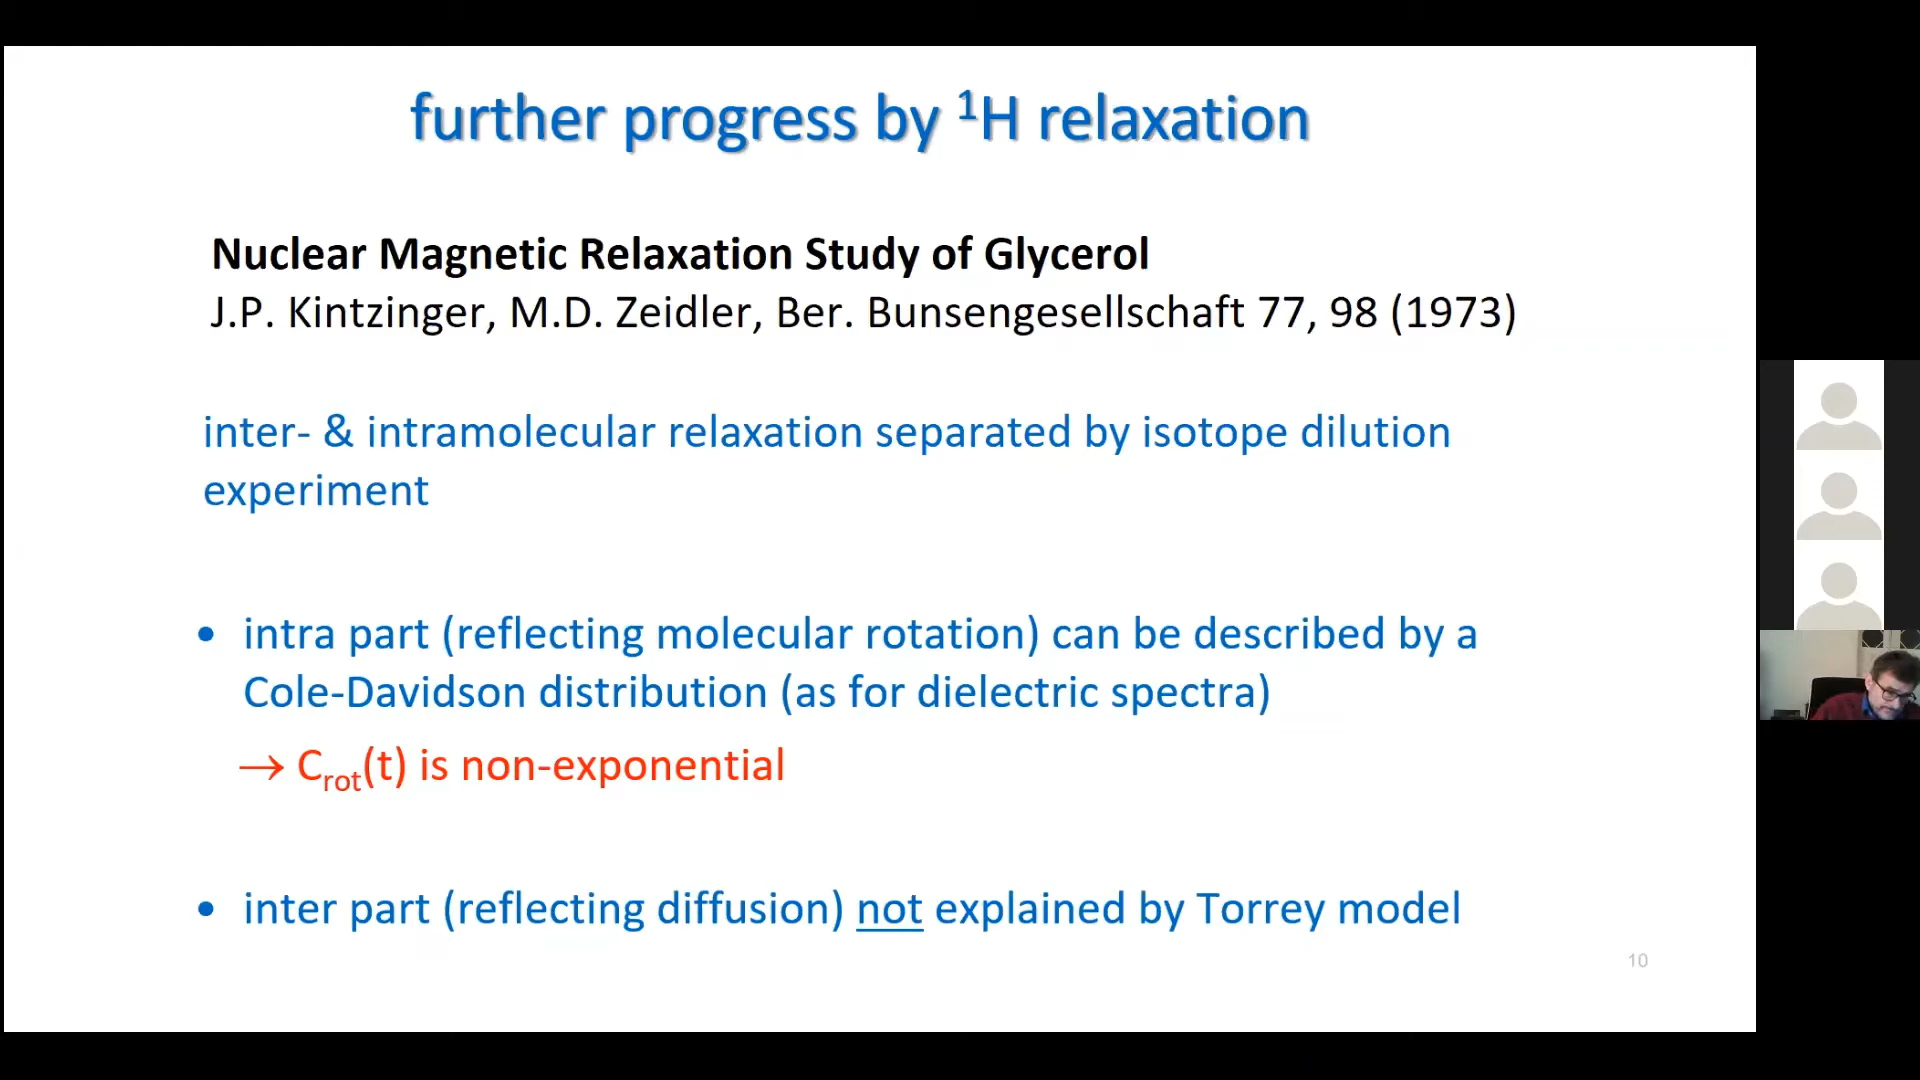 further progress by ¹H relaxation
Nuclear Magnetic Relaxation Study of Glycerol
J.P. Kintzinger, M.D. Zeidler, Ber. Bunsengesellschaft 77, 98 (1973)
inter- & intramolecular relaxation separated by isotope dilution
experiment
• intra part (reflecting molecular rotation) can be described by a
Cole-Davidson distribution (as for dielectric spectra)
→ C_rot(t) is non-exponential
• inter part (reflecting diffusion) not explained by Torrey model
10